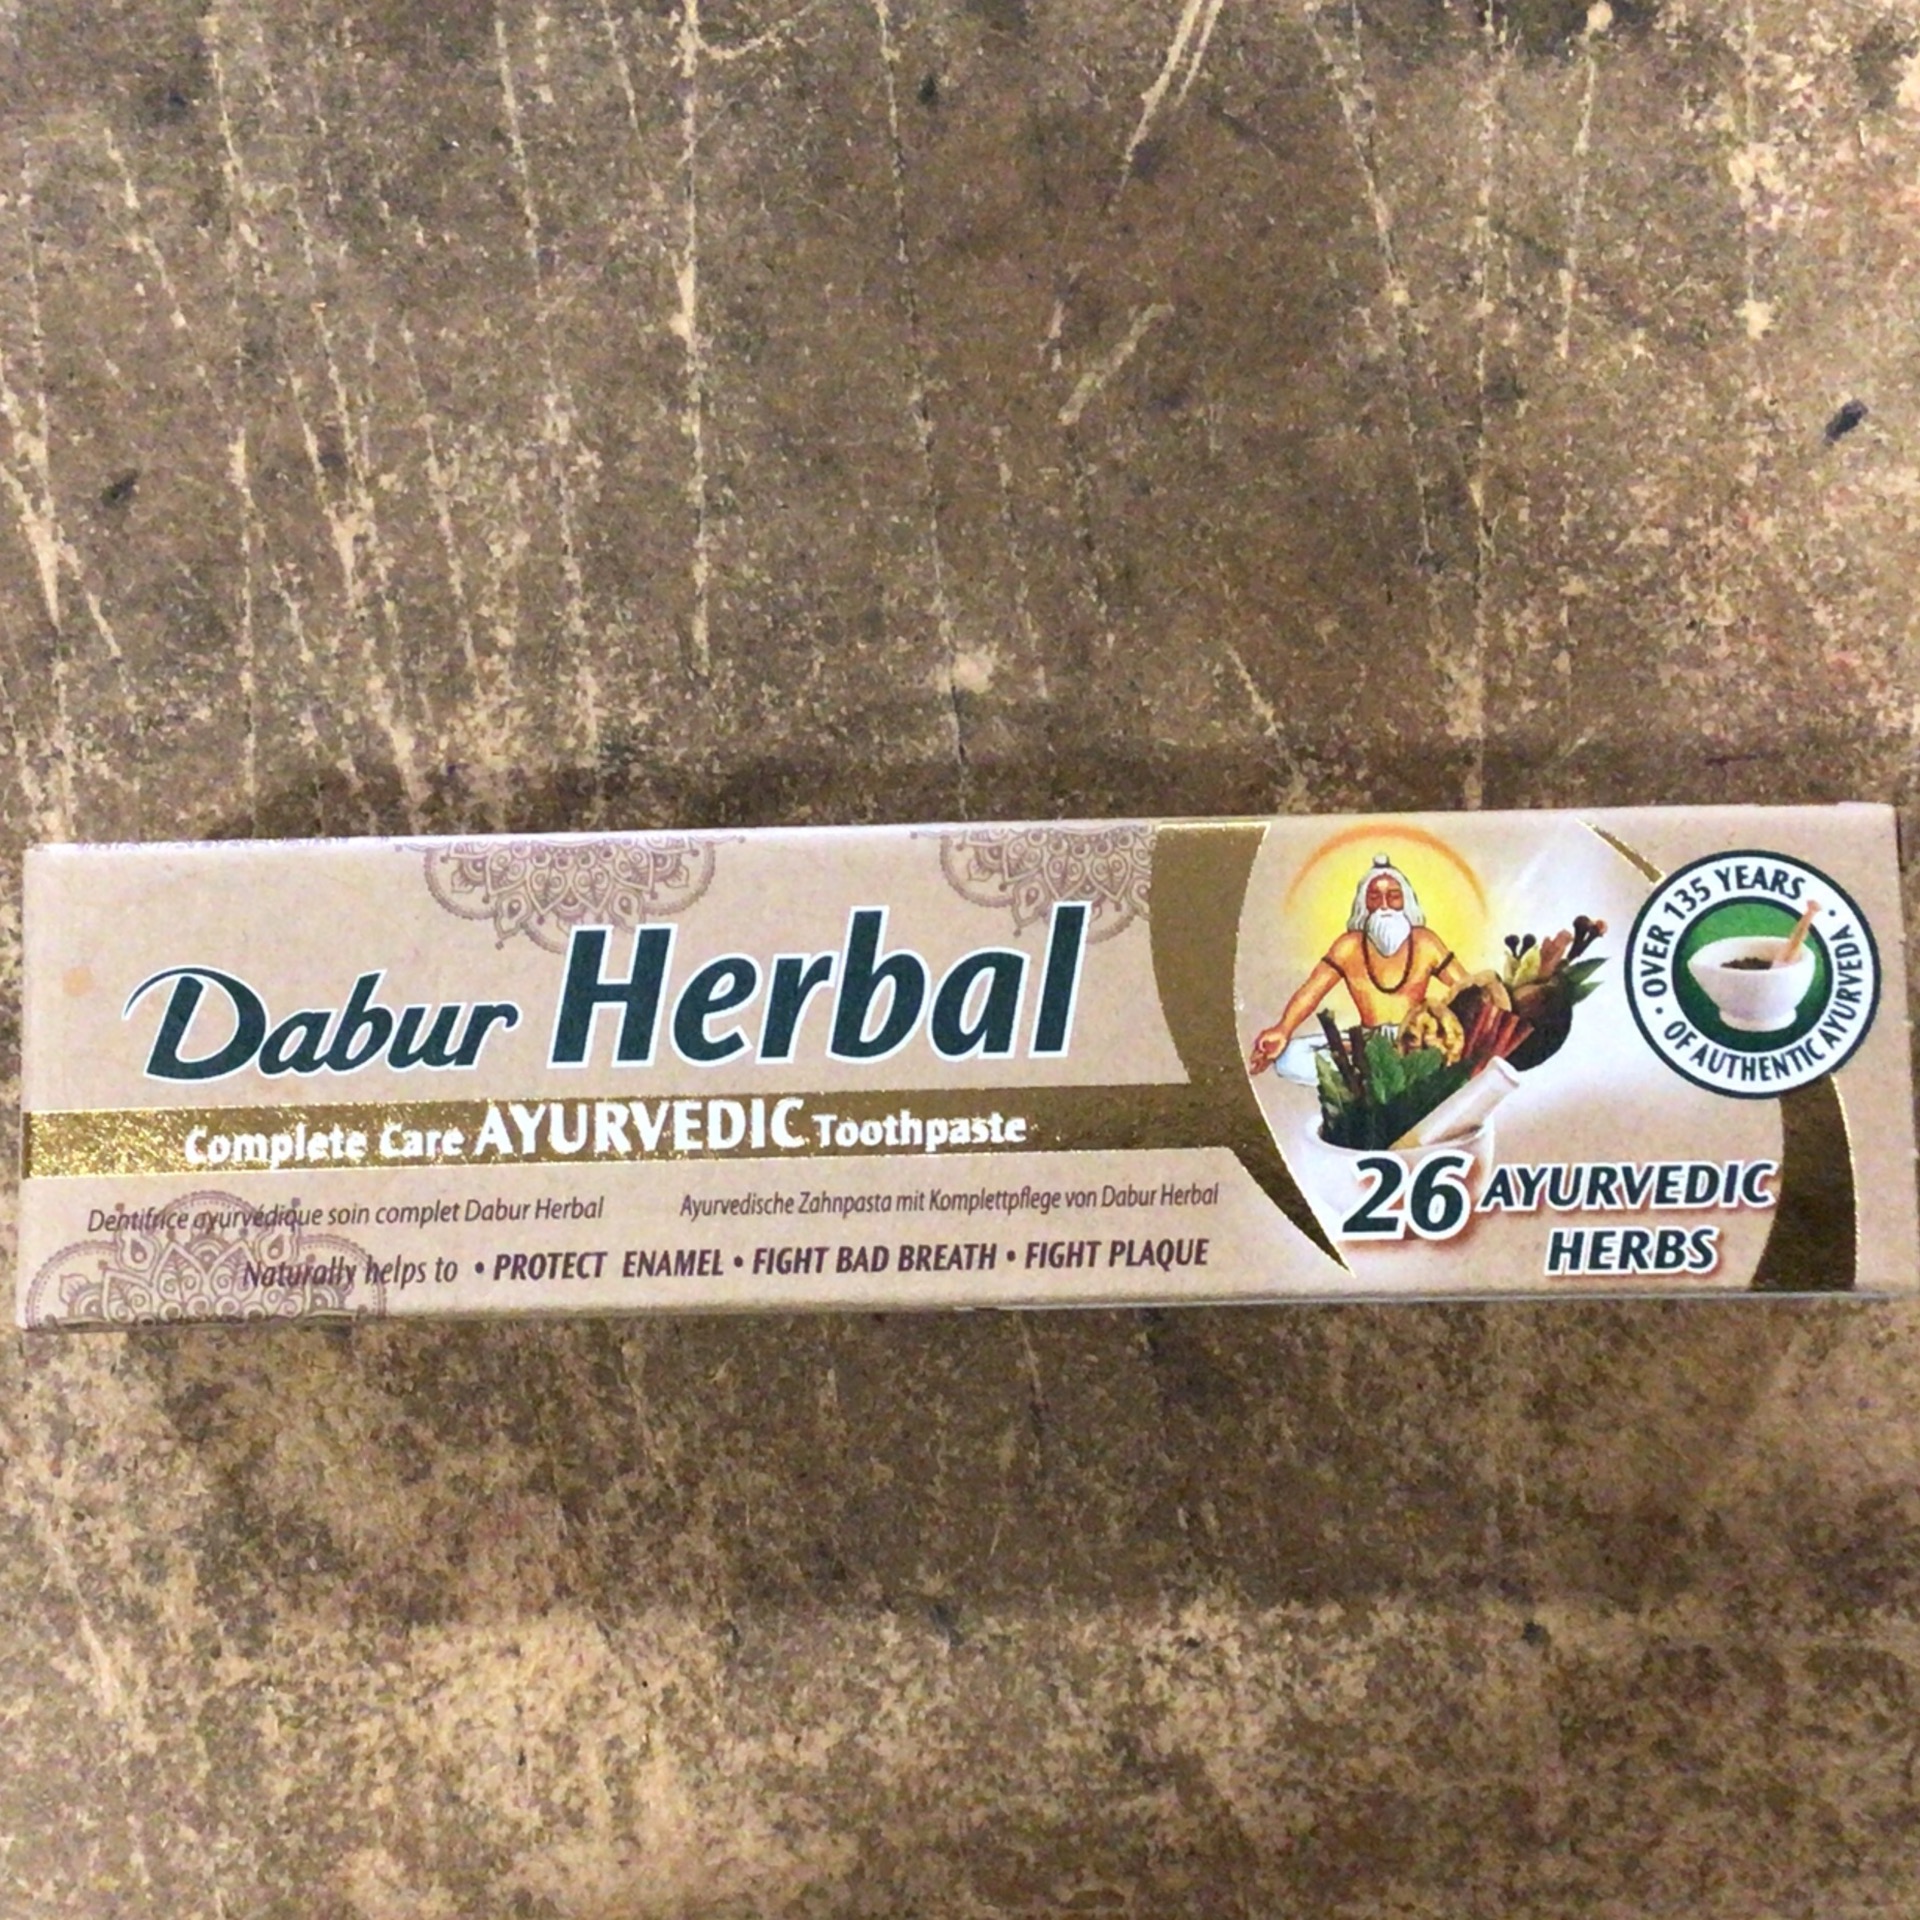 Dabur Herbal
Complete Care AYURVEDIC Toothpaste
Dentifrice ayurvédique soin complet Dabur Herbal
Ayurvedische Zahnpasta mit Komplettpflege von Dabur Herbal
Naturally helps to • PROTECT ENAMEL • FIGHT BAD BREATH • FIGHT PLAQUE
• OVER 135 YEARS •
OF AUTHENTIC AYURVEDA
26 AYURVEDIC
HERBS